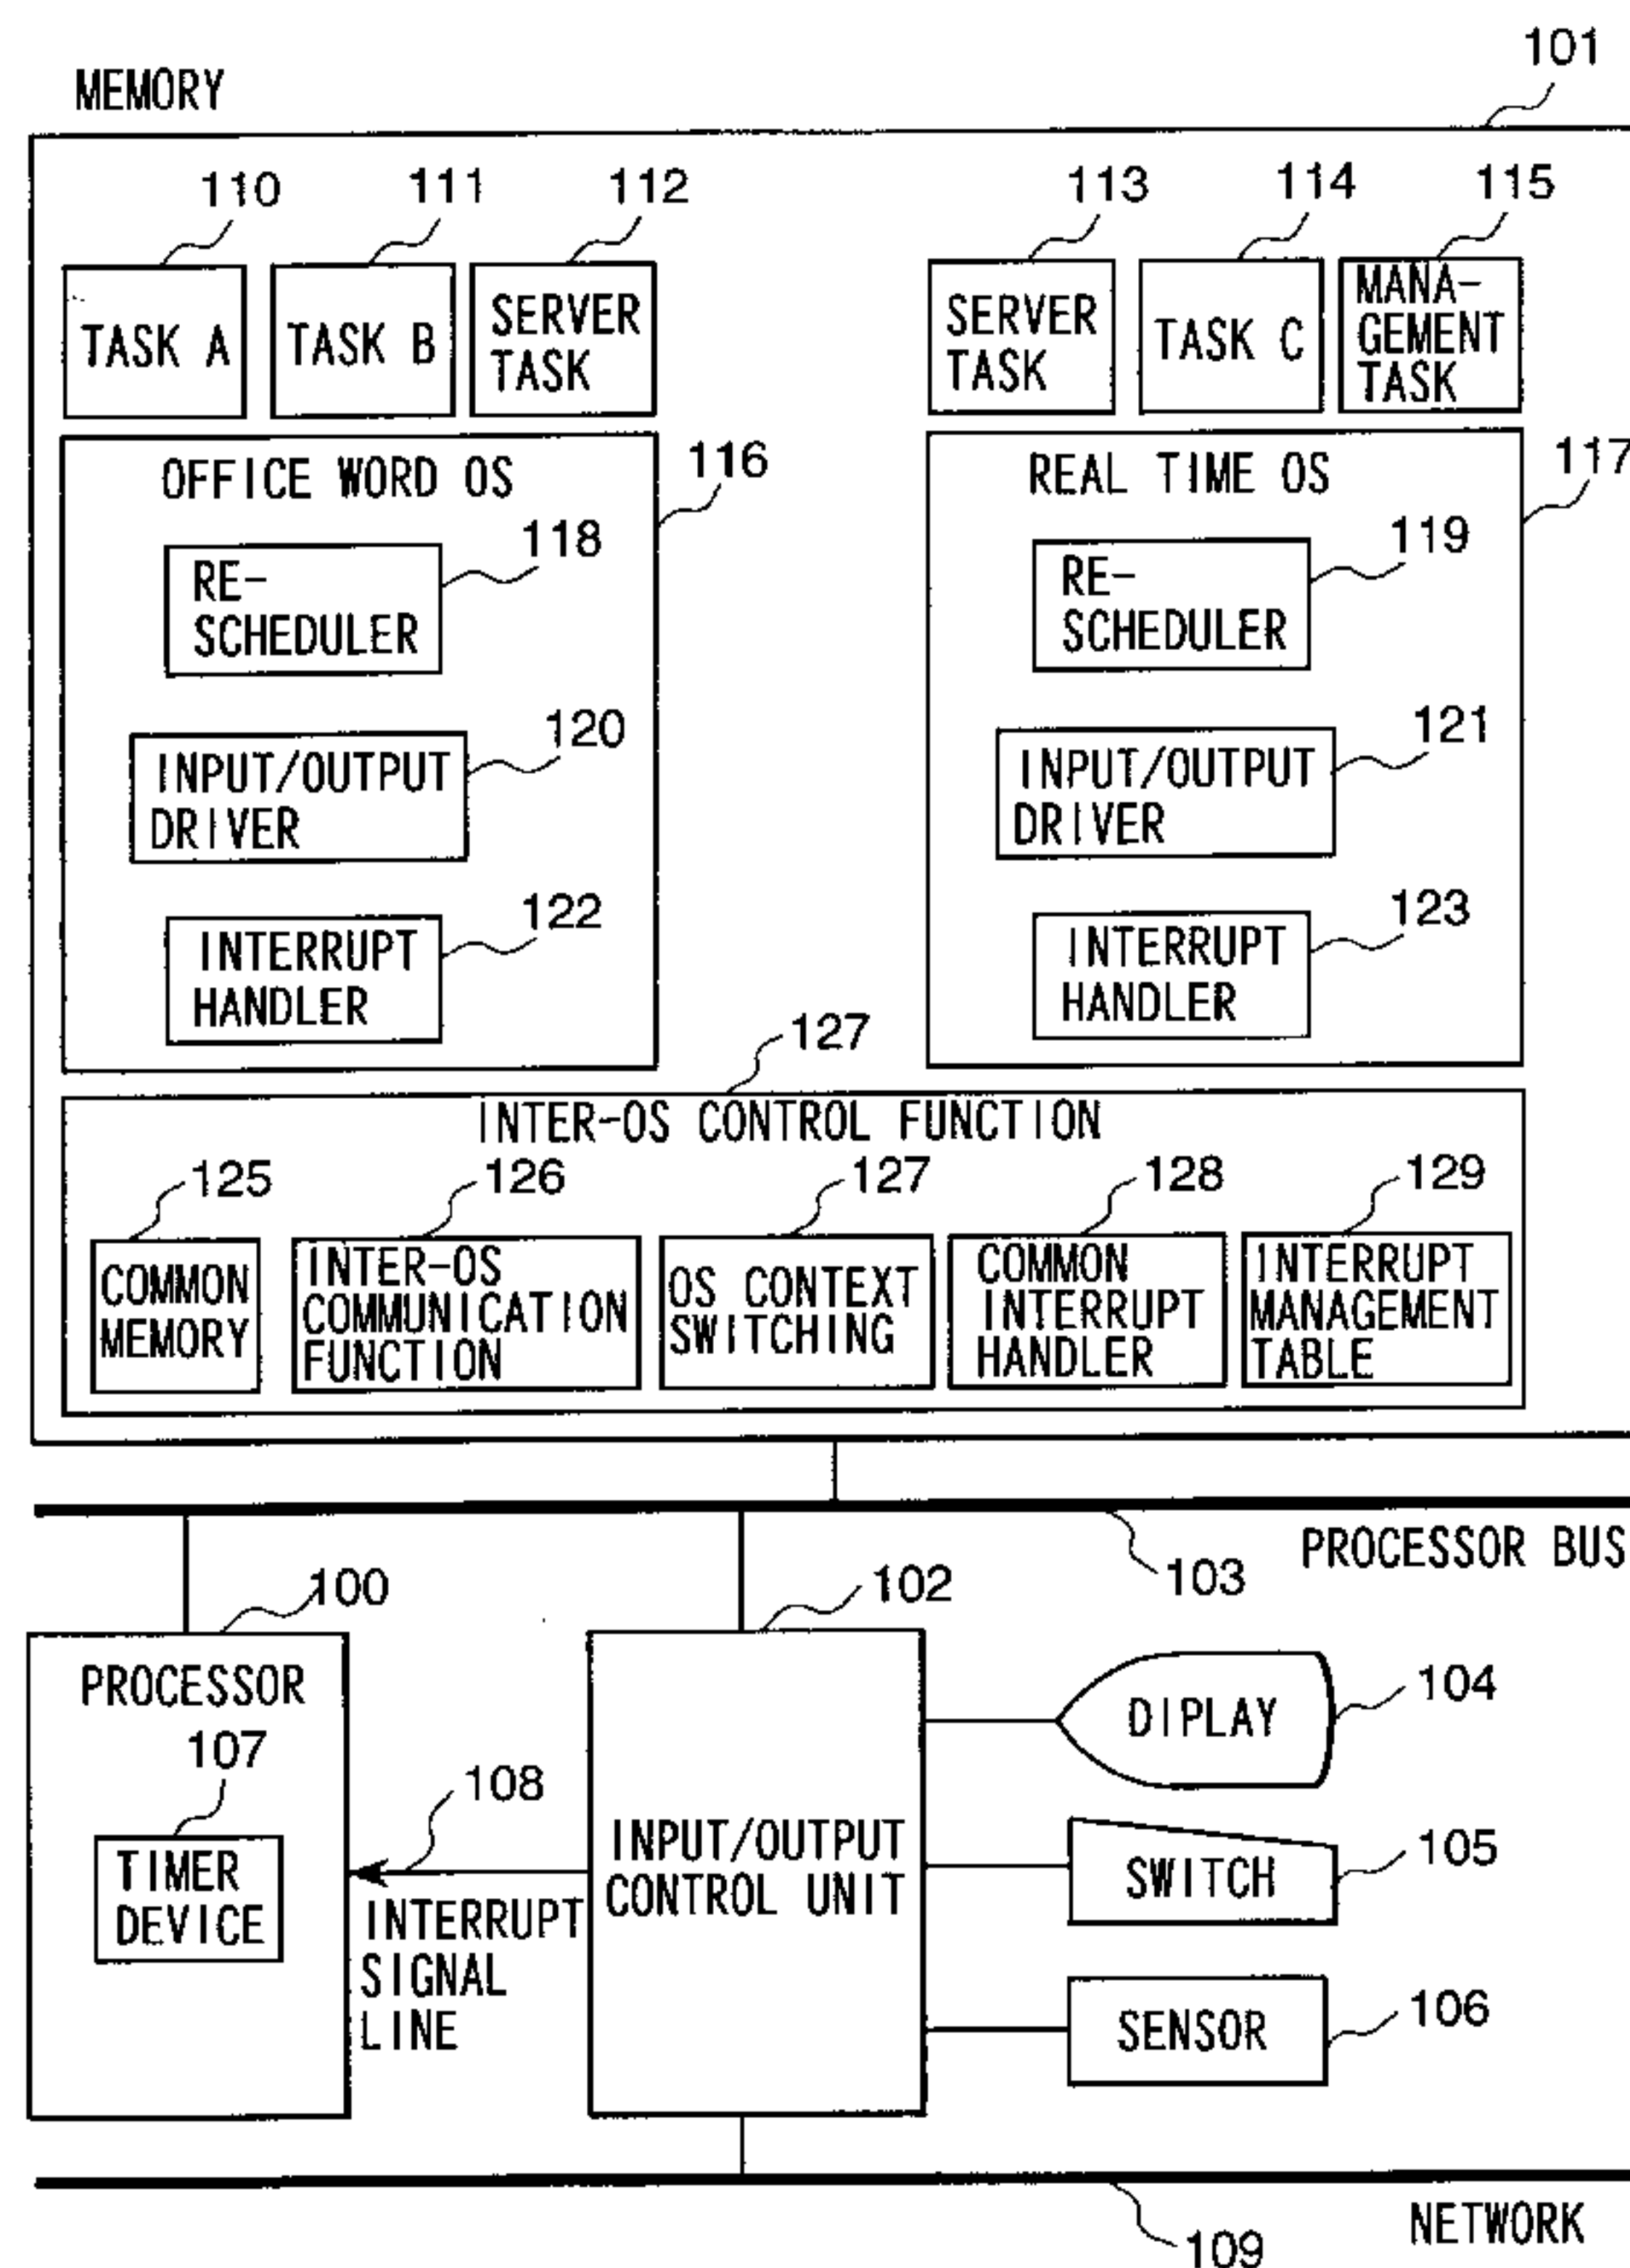 101
MEMORY
110
111
112
113
114
115
TASK A
TASK B
SERVER
TASK
SERVER
TASK
TASK C
MANA-
GEMENT
TASK
OFFICE WORD OS
116
REAL TIME OS
117
118
RE-
SCHEDULER
119
RE-
SCHEDULER
120
INPUT/OUTPUT
DRIVER
121
INPUT/OUTPUT
DRIVER
122
INTERRUPT
HANDLER
123
INTERRUPT
HANDLER
127
INTER-OS CONTROL FUNCTION
125
126
127
128
129
COMMON
MEMORY
INTER-OS
COMMUNICATION
FUNCTION
OS CONTEXT
SWITCHING
COMMON
INTERRUPT
HANDLER
INTERRUPT
MANAGEMENT
TABLE
PROCESSOR BUS
103
100
102
PROCESSOR
107
TIMER
DEVICE
108
INTERRUPT
SIGNAL
LINE
INPUT/OUTPUT
CONTROL UNIT
DIPLAY
104
SWITCH
105
SENSOR
106
NETWORK
109